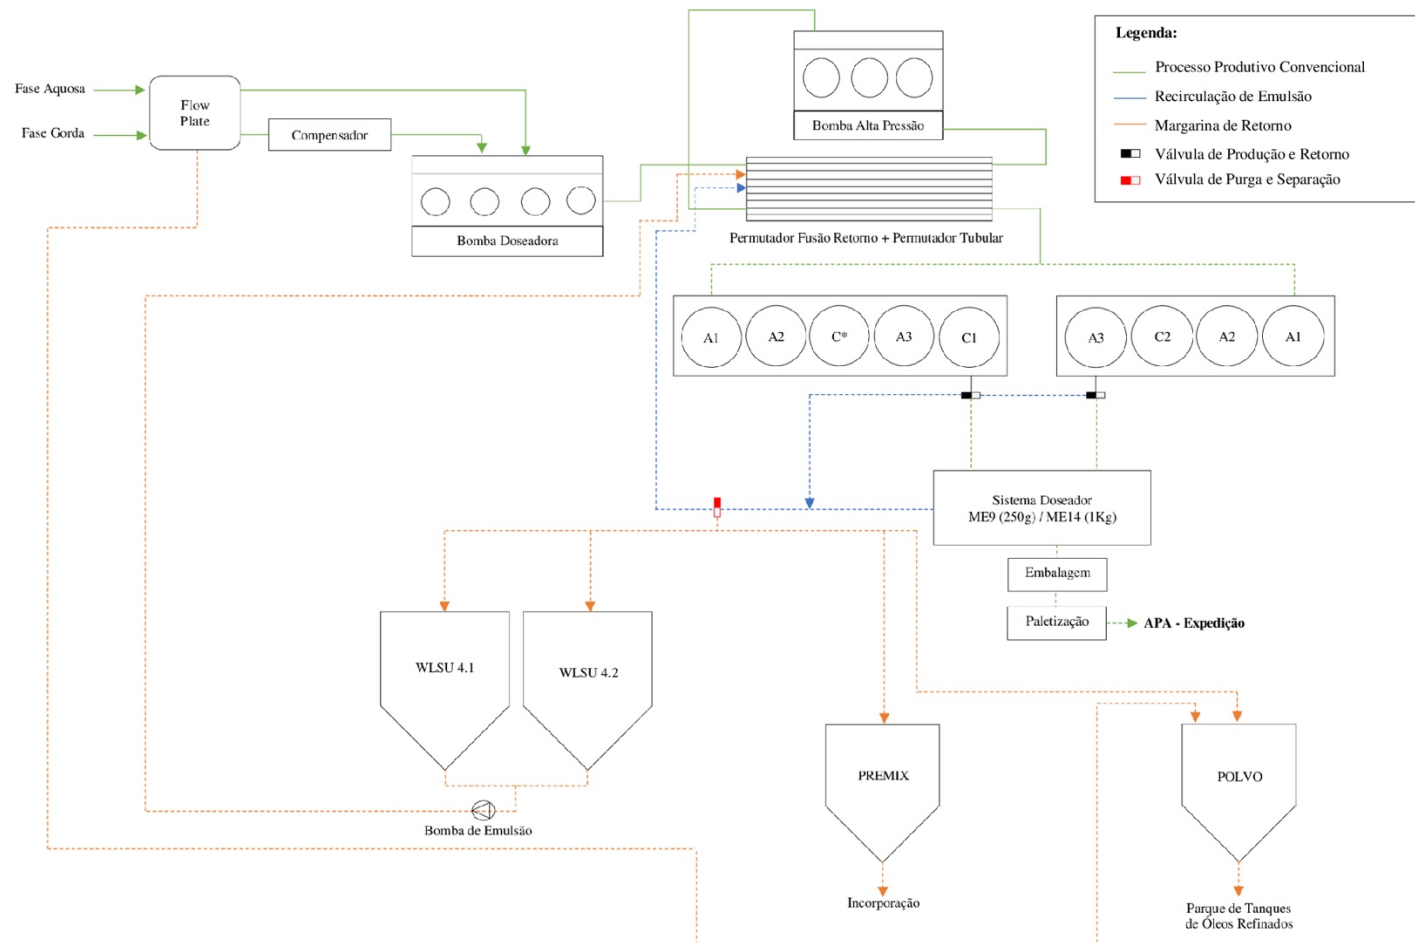 Legenda:
Processo Produtivo Convencional
Recirculação de Emulsão
Margarina de Retorno
Válvula de Produção e Retorno
Válvula de Purga e Separação
Fase Aquosa
Fase Gorda
Flow
Plate
Compensador
Bomba Doseadora
Bomba Alta Pressão
Permutador Fusão Retorno + Permutador Tubular
A1
A2
C*
A3
C1
A3
C2
A2
A1
Sistema Doseador
ME9 (250g) / ME14 (1Kg)
Embalagem
Paletização
APA - Expedição
WLSU 4.1
WLSU 4.2
Bomba de Emulsão
PREMIX
Incorporação
POLVO
Parque de Tanques
de Óleos Refinados